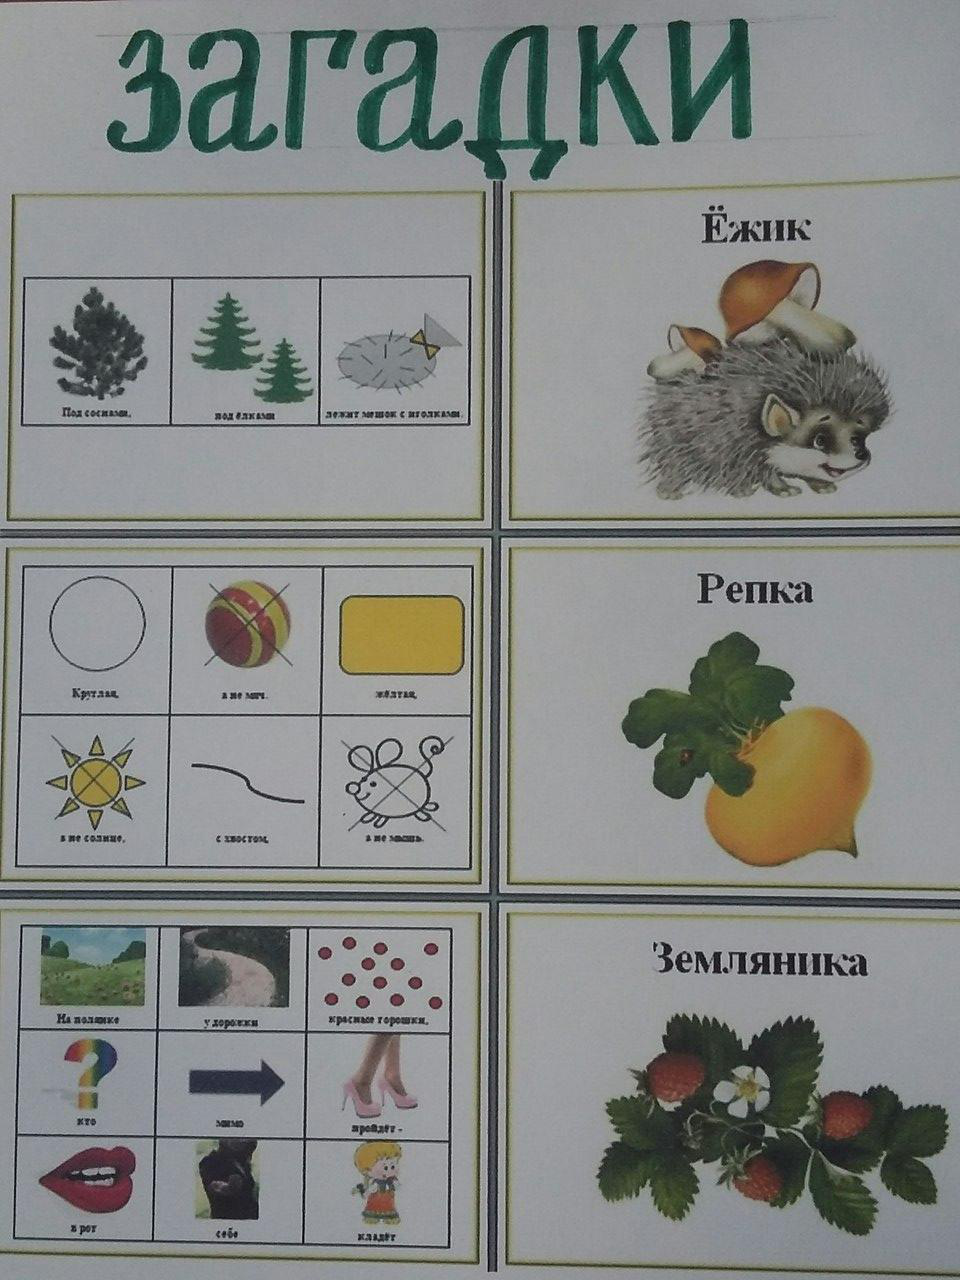 загадки
Под соснами,
под ёлками
лежит мешок с иголками.
Ёжик
Круглая,
а не мяч.
жёлтая,
а не солнце,
с хвостом,
а не мышь.
Репка
На полянке
у дорожки
красные горошки,
кто
мимо
пройдёт -
в рот
себе
кладёт
Земляника